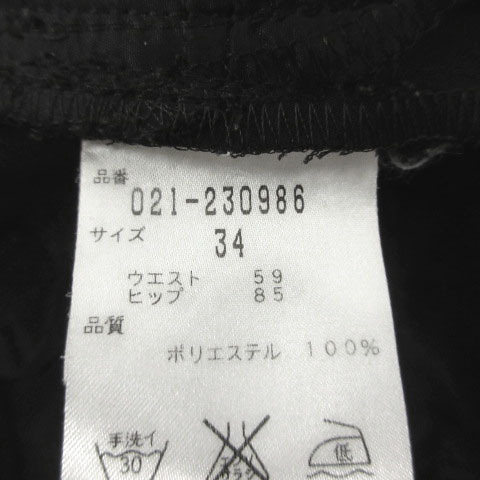 品番
021-230986
サイズ 34
ウエスト 59
ヒップ 85
品質
ポリエステル 100%
手洗イ
30
低